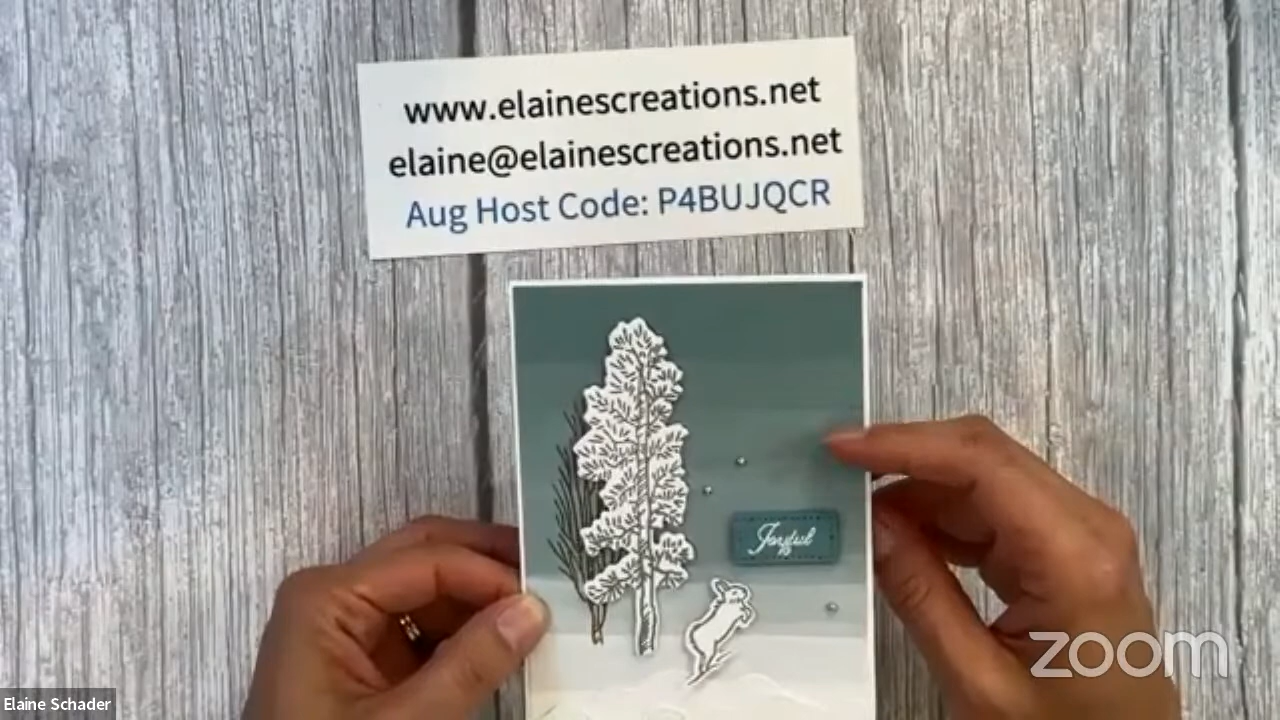 www.elainescreations.net
elaine@elainescreations.net
Aug Host Code: P4BUJQCR
Joyful
zoom
Elaine Schader